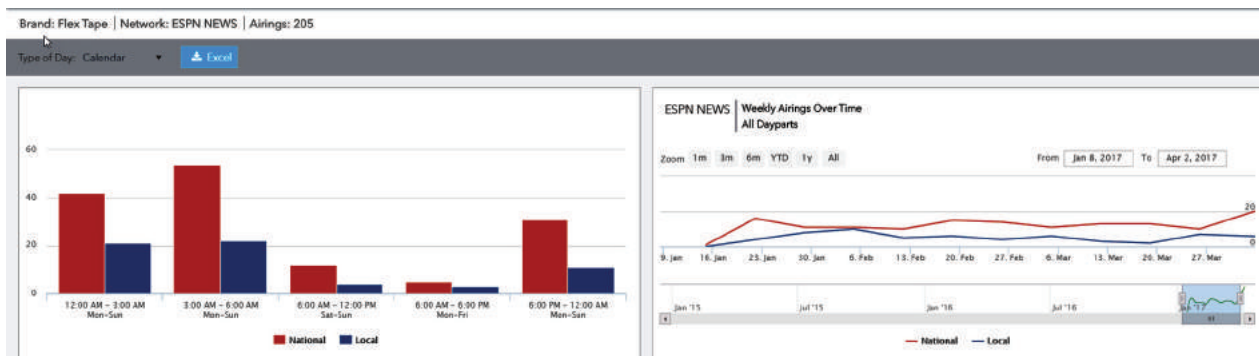 Brand: Flex Tape | Network: ESPN NEWS | Airings: 205
Type of Day: Calendar ▾ Excel
60
40
20
0
12:00 AM – 3:00 AM
Mon-Sun
3:00 AM – 6:00 AM
Mon-Sun
6:00 AM – 12:00 PM
Sat-Sun
6:00 AM – 6:00 PM
Mon-Fri
6:00 PM – 12:00 AM
Mon-Sun
National Local
ESPN NEWS | Weekly Airings Over Time
All Dayparts
Zoom 1m 3m 6m YTD 1y All From Jan 8, 2017 To Apr 2, 2017
20
0
9. Jan 16. Jan 23. Jan 30. Jan 6. Feb 13. Feb 20. Feb 27. Feb 6. Mar 13. Mar 20. Mar 27. Mar
Jan '15 Jul '15 Jan '16 Jul '16 Jan '17
National Local